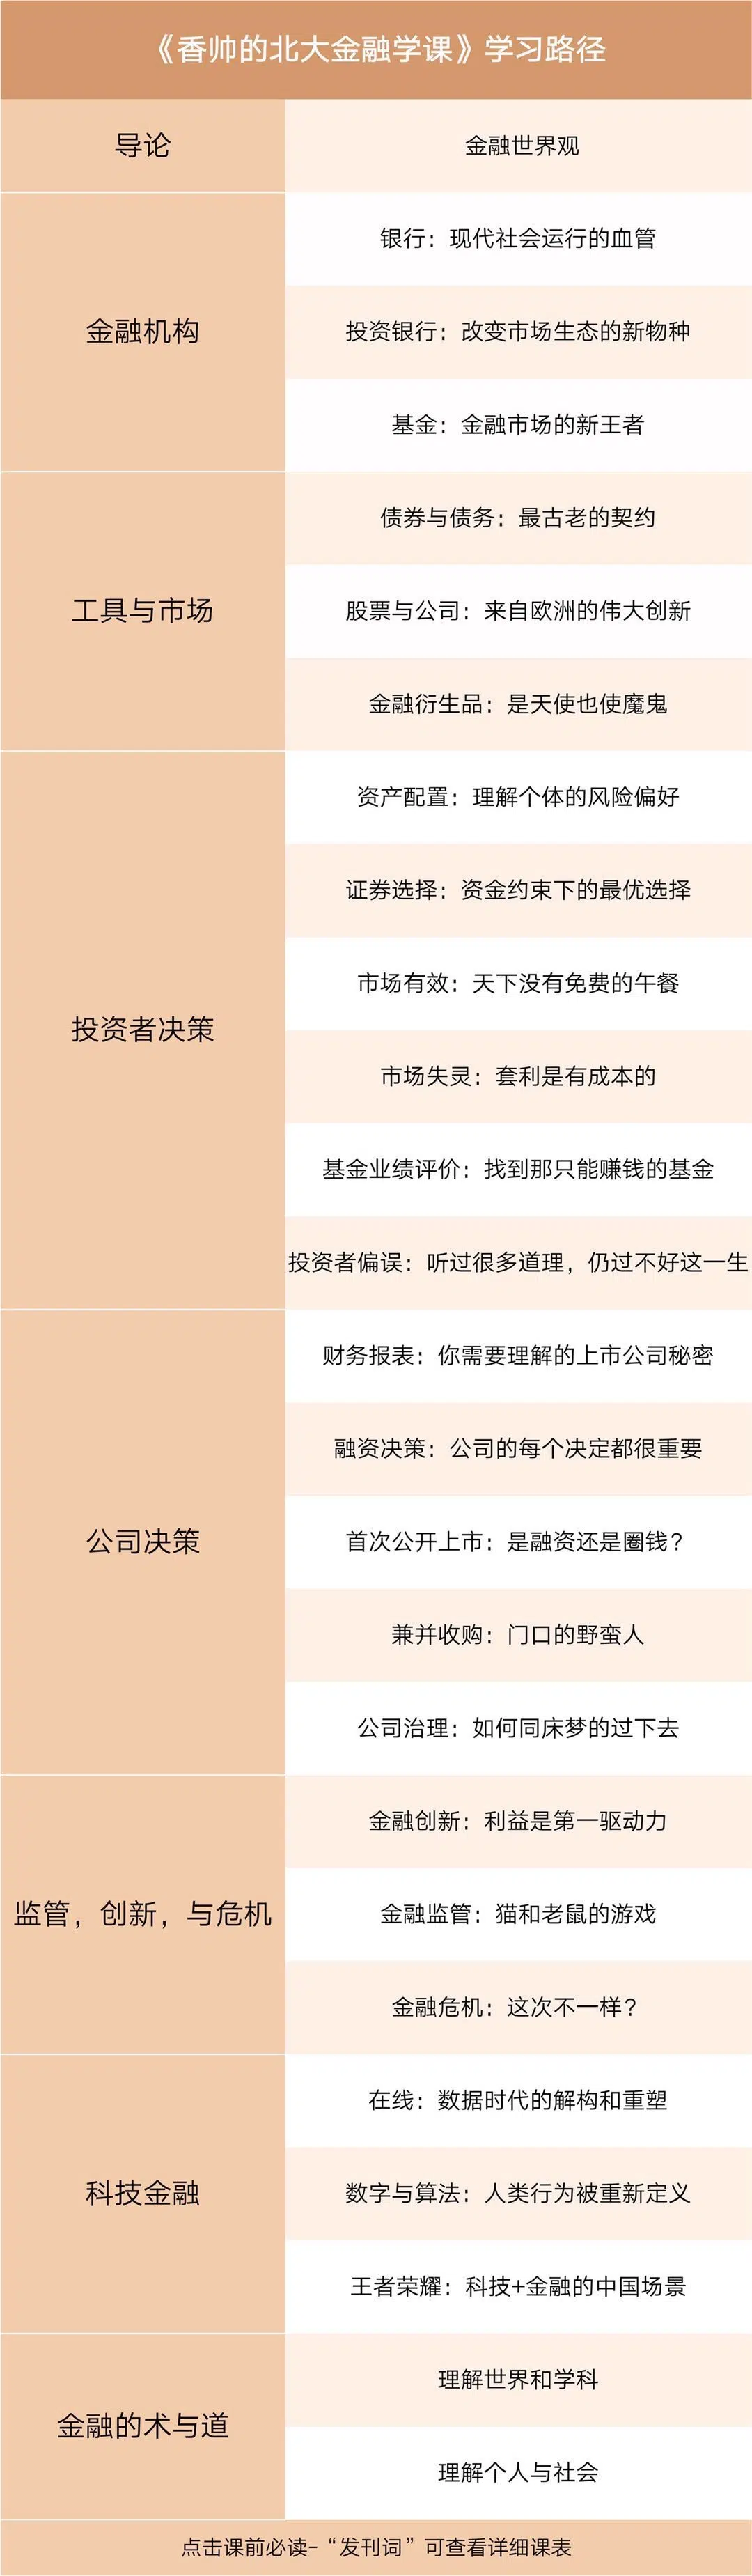 《香帅的北大金融学课》学习路径
导论
金融世界观
金融机构
银行：现代社会运行的血管
投资银行：改变市场生态的新物种
基金：金融市场的新王者
工具与市场
债券与债务：最古老的契约
股票与公司：来自欧洲的伟大创新
金融衍生品：是天使也使魔鬼
投资者决策
资产配置：理解个体的风险偏好
证券选择：资金约束下的最优选择
市场有效：天下没有免费的午餐
市场失灵：套利是有成本的
基金业绩评价：找到那只能赚钱的基金
投资者偏误：听过很多道理，仍过不好这一生
公司决策
财务报表：你需要理解的上市公司秘密
融资决策：公司的每个决定都很重要
首次公开上市：是融资还是圈钱？
兼并收购：门口的野蛮人
公司治理：如何同床梦的过下去
监管，创新，与危机
金融创新：利益是第一驱动力
金融监管：猫和老鼠的游戏
金融危机：这次不一样？
科技金融
在线：数据时代的解构和重塑
数字与算法：人类行为被重新定义
王者荣耀：科技+金融的中国场景
金融的术与道
理解世界和学科
理解个人与社会
点击课前必读-“发刊词”可查看详细课表